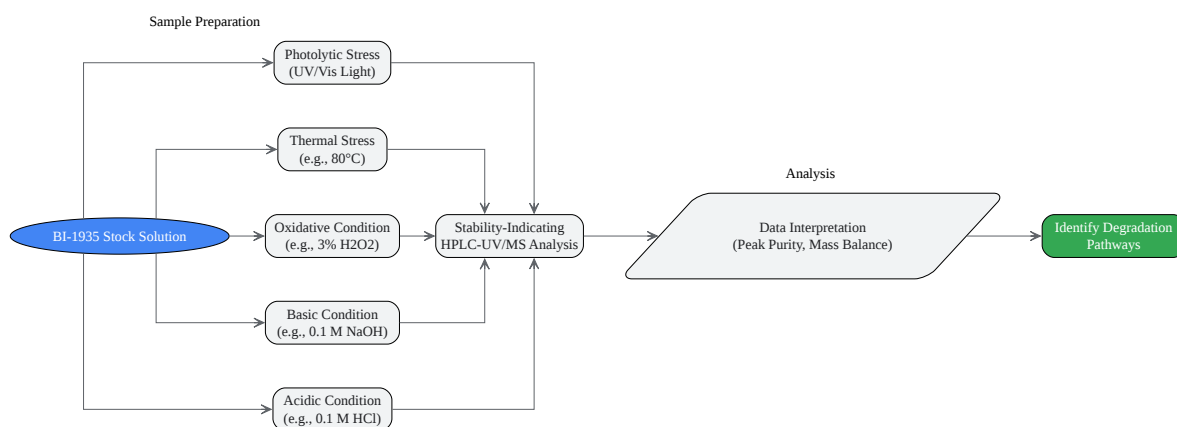 Sample Preparation
Photolytic Stress
(UV/Vis Light)
Thermal Stress
(e.g., 80°C)
Analysis
BI-1935 Stock Solution
Oxidative Condition
(e.g., 3% H2O2)
Stability-Indicating
HPLC-UV/MS Analysis
Data Interpretation
(Peak Purity, Mass Balance)
Identify Degradation
Pathways
Basic Condition
(e.g., 0.1 M NaOH)
Acidic Condition
(e.g., 0.1 M HCl)